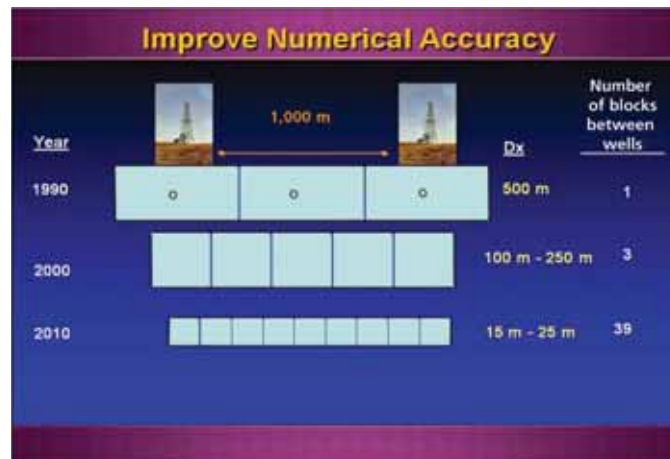 Improve Numerical Accuracy
Number
of blocks
between
wells
1,000 m
Year
Dx
1990
500 m
1
2000
100 m - 250 m
3
2010
15 m - 25 m
39